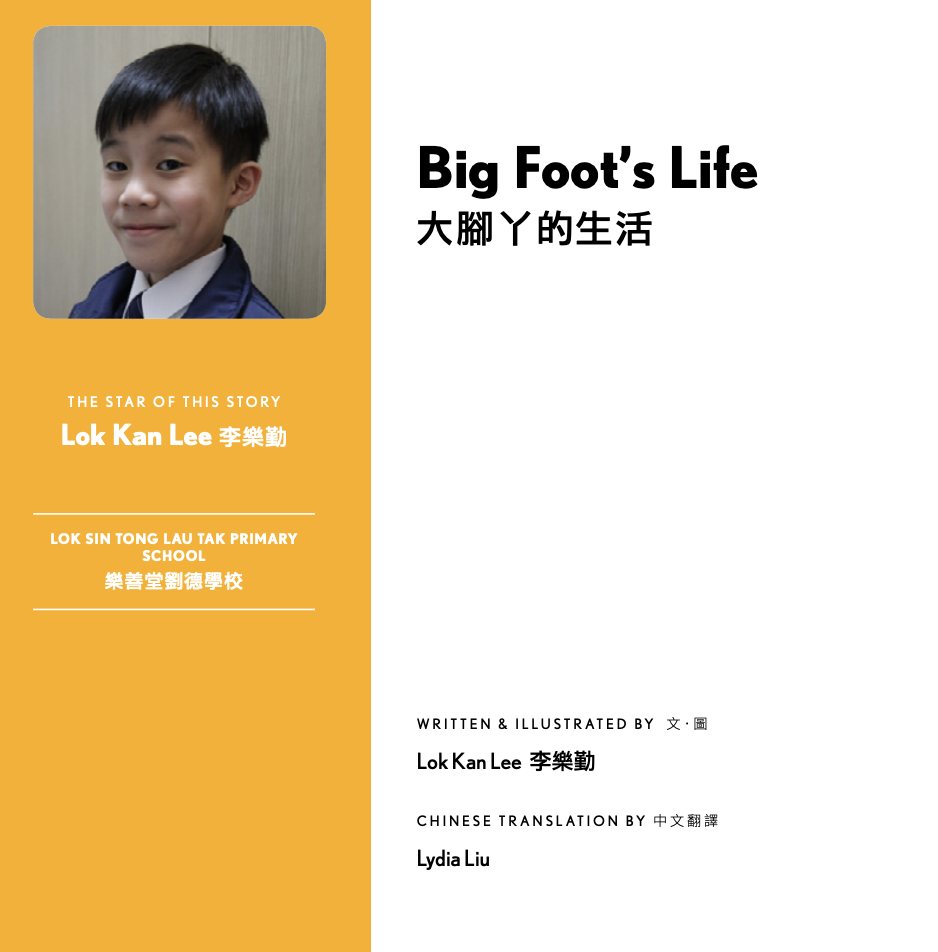 Big Foot’s Life
大腳丫的生活
THE STAR OF THIS STORY
Lok Kan Lee 李樂勤
LOK SIN TONG LAU TAK PRIMARY
SCHOOL
樂善堂劉德學校
WRITTEN & ILLUSTRATED BY 文·圖
Lok Kan Lee 李樂勤
CHINESE TRANSLATION BY 中文翻譯
Lydia Liu